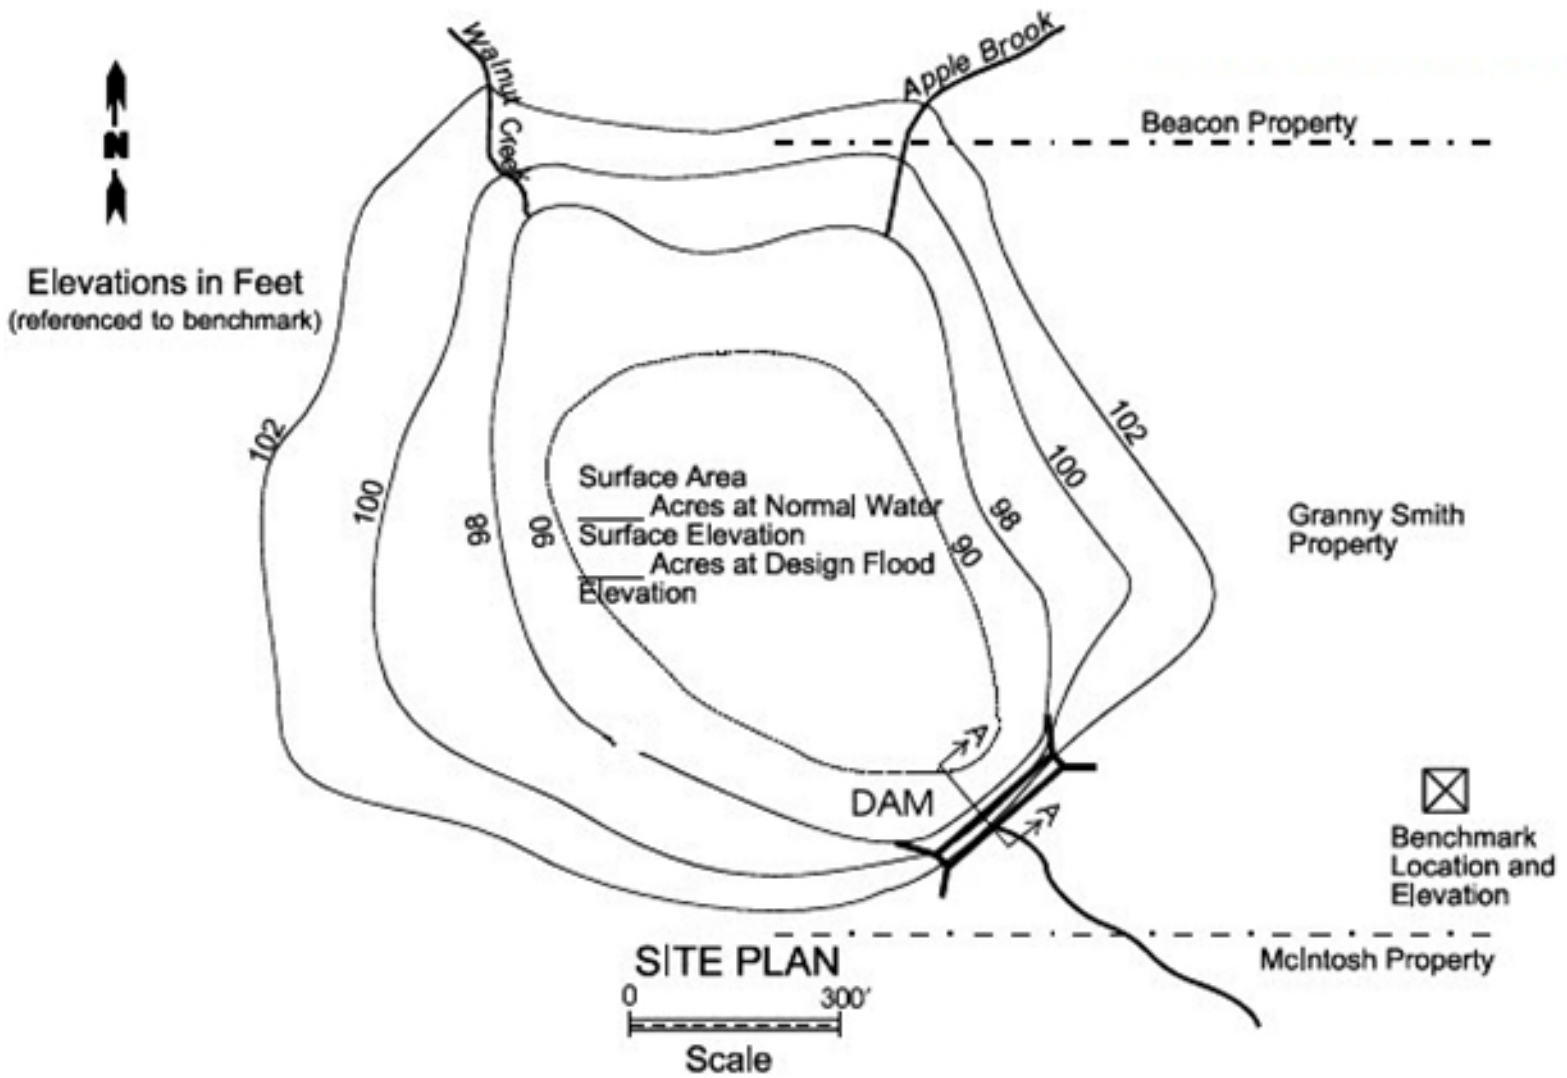 Walnut Creek
Apple Brook
Beacon Property
N
Elevations in Feet
(referenced to benchmark)
102
100
98
90
Surface Area
____ Acres at Normal Water
Surface Elevation
____ Acres at Design Flood
Elevation
90
98
100
102
Granny Smith
Property
A
A
DAM
Benchmark
Location and
Elevation
McIntosh Property
SITE PLAN
0 300'
Scale